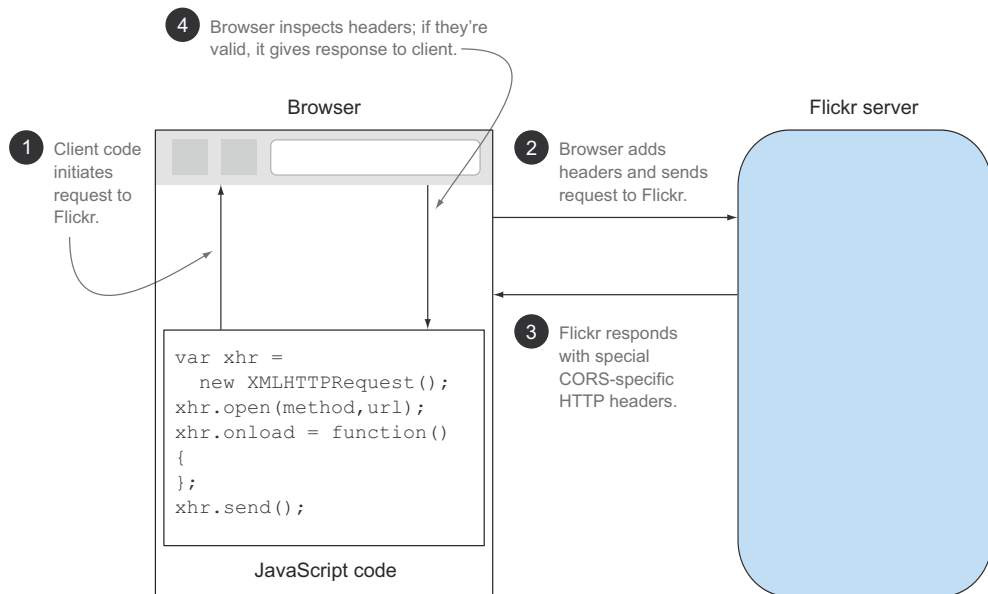 4
Browser inspects headers; if they're
valid, it gives response to client.
Browser
Flickr server
1
Client code
initiates
request to
Flickr.
2
Browser adds
headers and sends
request to Flickr.
3
Flickr responds
with special
CORS-specific
HTTP headers.
var xhr =
  new XMLHTTPRequest();
xhr.open(method,url);
xhr.onload = function()
{
};
xhr.send();
JavaScript code